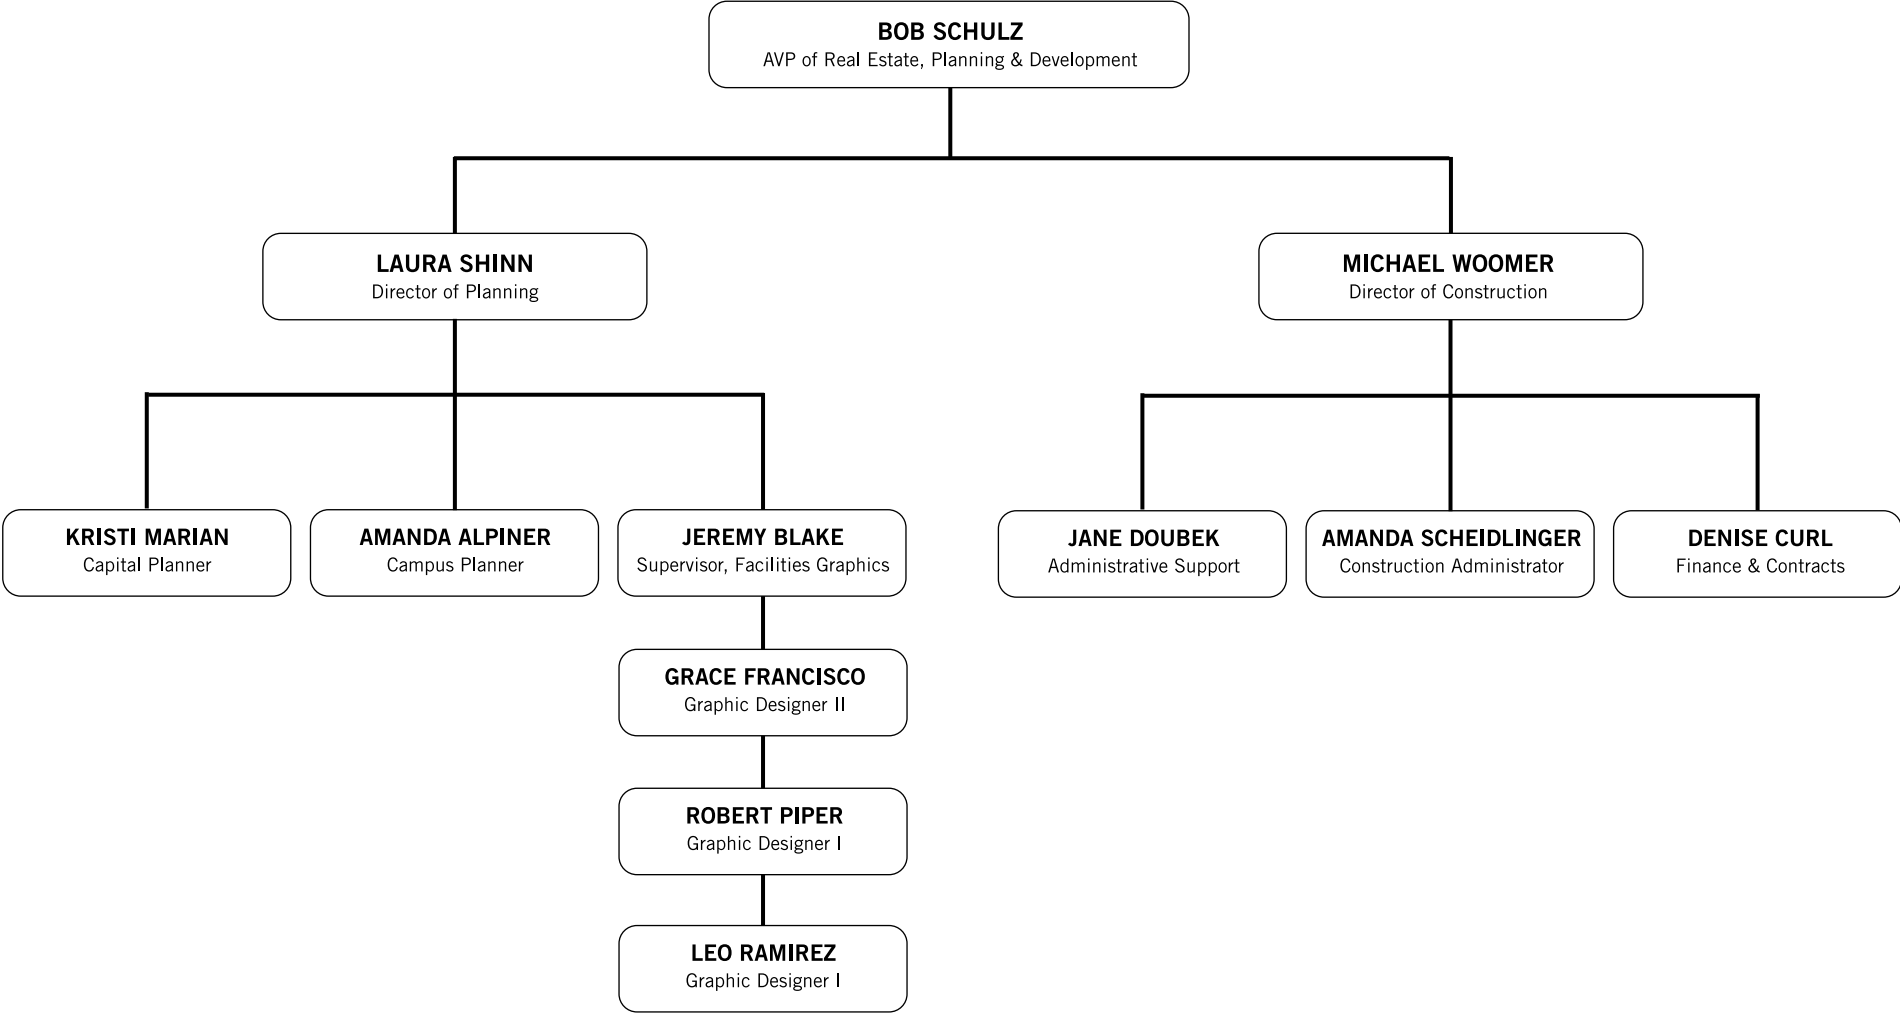 BOB SCHULZ
AVP of Real Estate, Planning & Development
LAURA SHINN
Director of Planning
MICHAEL WOOMER
Director of Construction
KRISTI MARIAN
Capital Planner
AMANDA ALPINER
Campus Planner
JEREMY BLAKE
Supervisor, Facilities Graphics
JANE DOUBEK
Administrative Support
AMANDA SCHEIDLINGER
Construction Administrator
DENISE CURL
Finance & Contracts
GRACE FRANCISCO
Graphic Designer II
ROBERT PIPER
Graphic Designer I
LEO RAMIREZ
Graphic Designer I